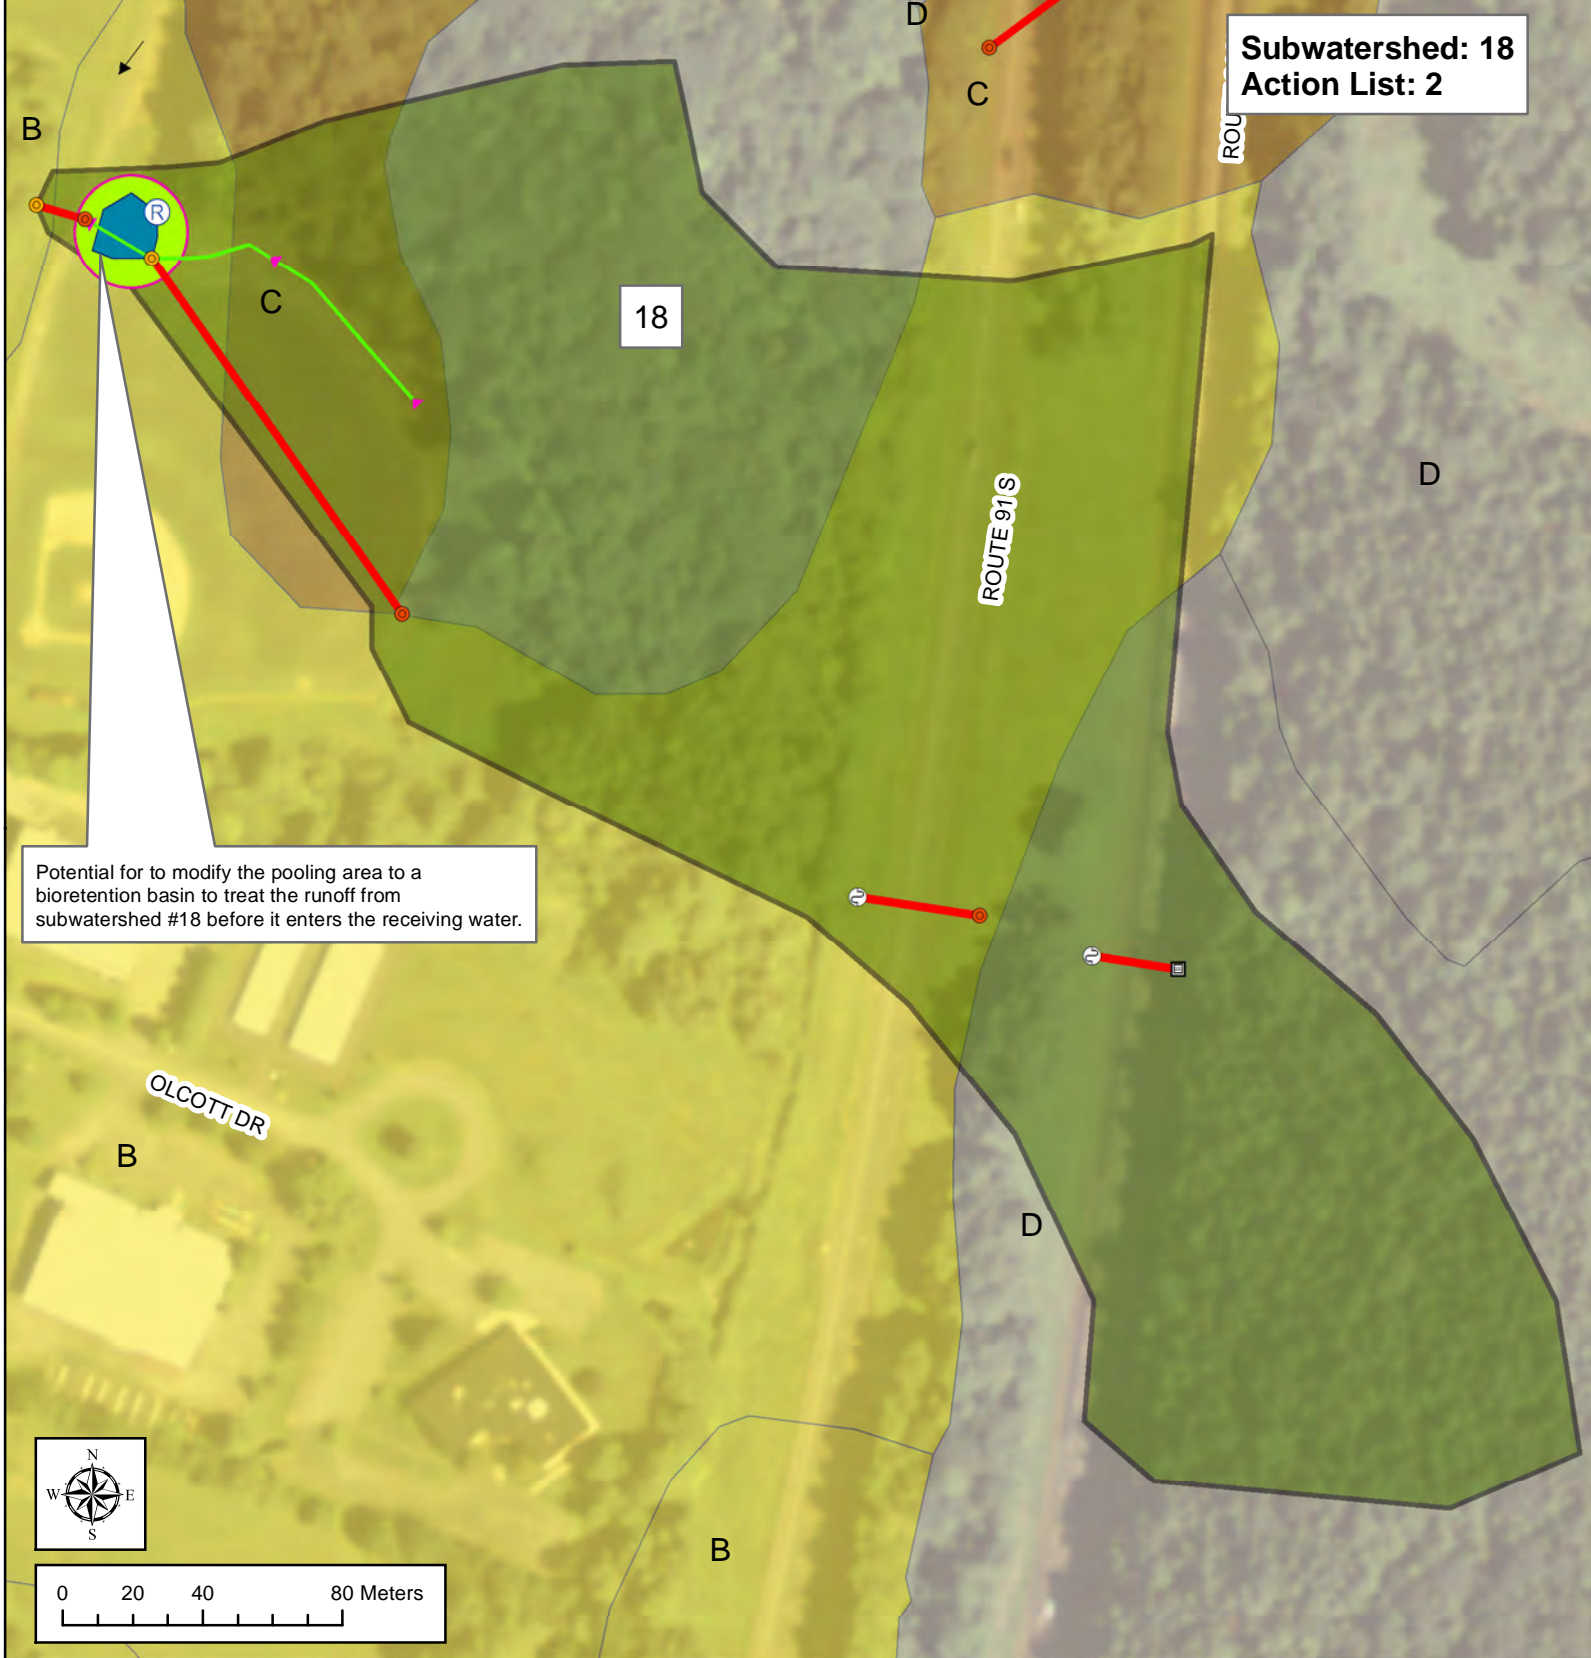 D
Subwatershed: 18
Action List: 2
C
ROU
B
R
C
18
D
ROUTE 91 S
Potential for to modify the pooling area to a
bioretention basin to treat the runoff from
subwatershed #18 before it enters the receiving water.
OLCOTT DR
B
D
N
W E
S
B
0 20 40 80 Meters